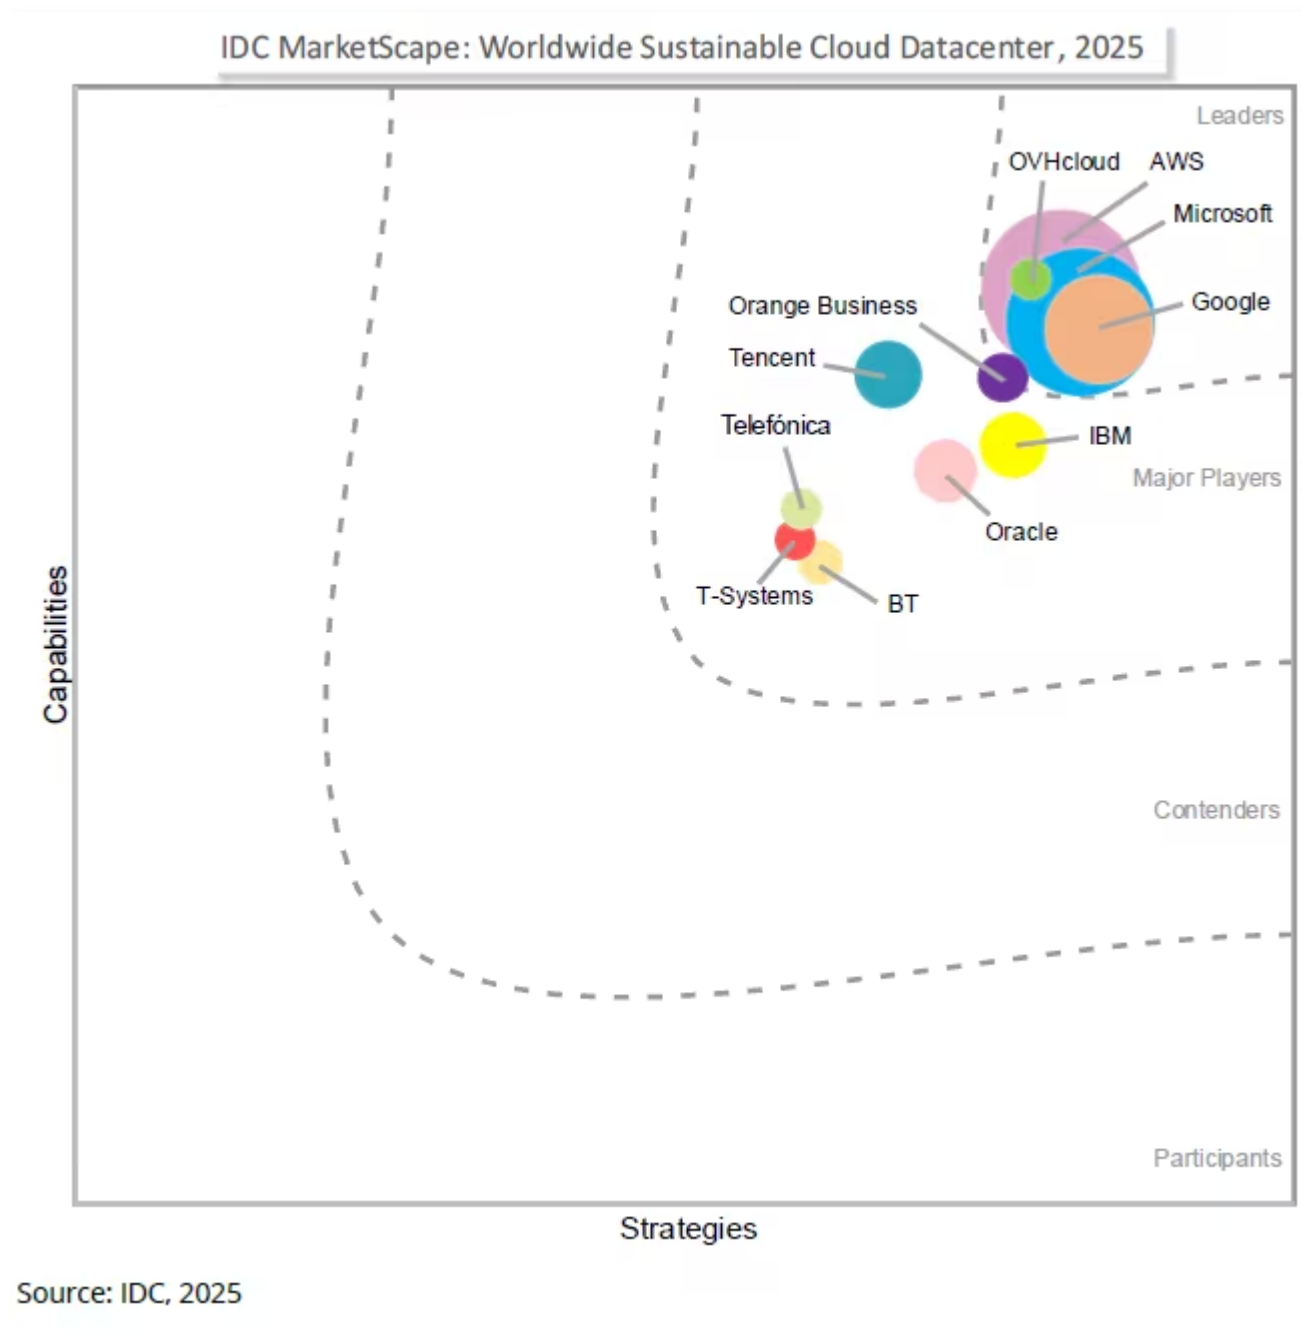 IDC MarketScape: Worldwide Sustainable Cloud Datacenter, 2025
Leaders
OVHcloud
AWS
Microsoft
Google
Orange Business
Tencent
Telefónica
IBM
Major Players
Oracle
T-Systems
BT
Capabilities
Contenders
Participants
Strategies
Source: IDC, 2025